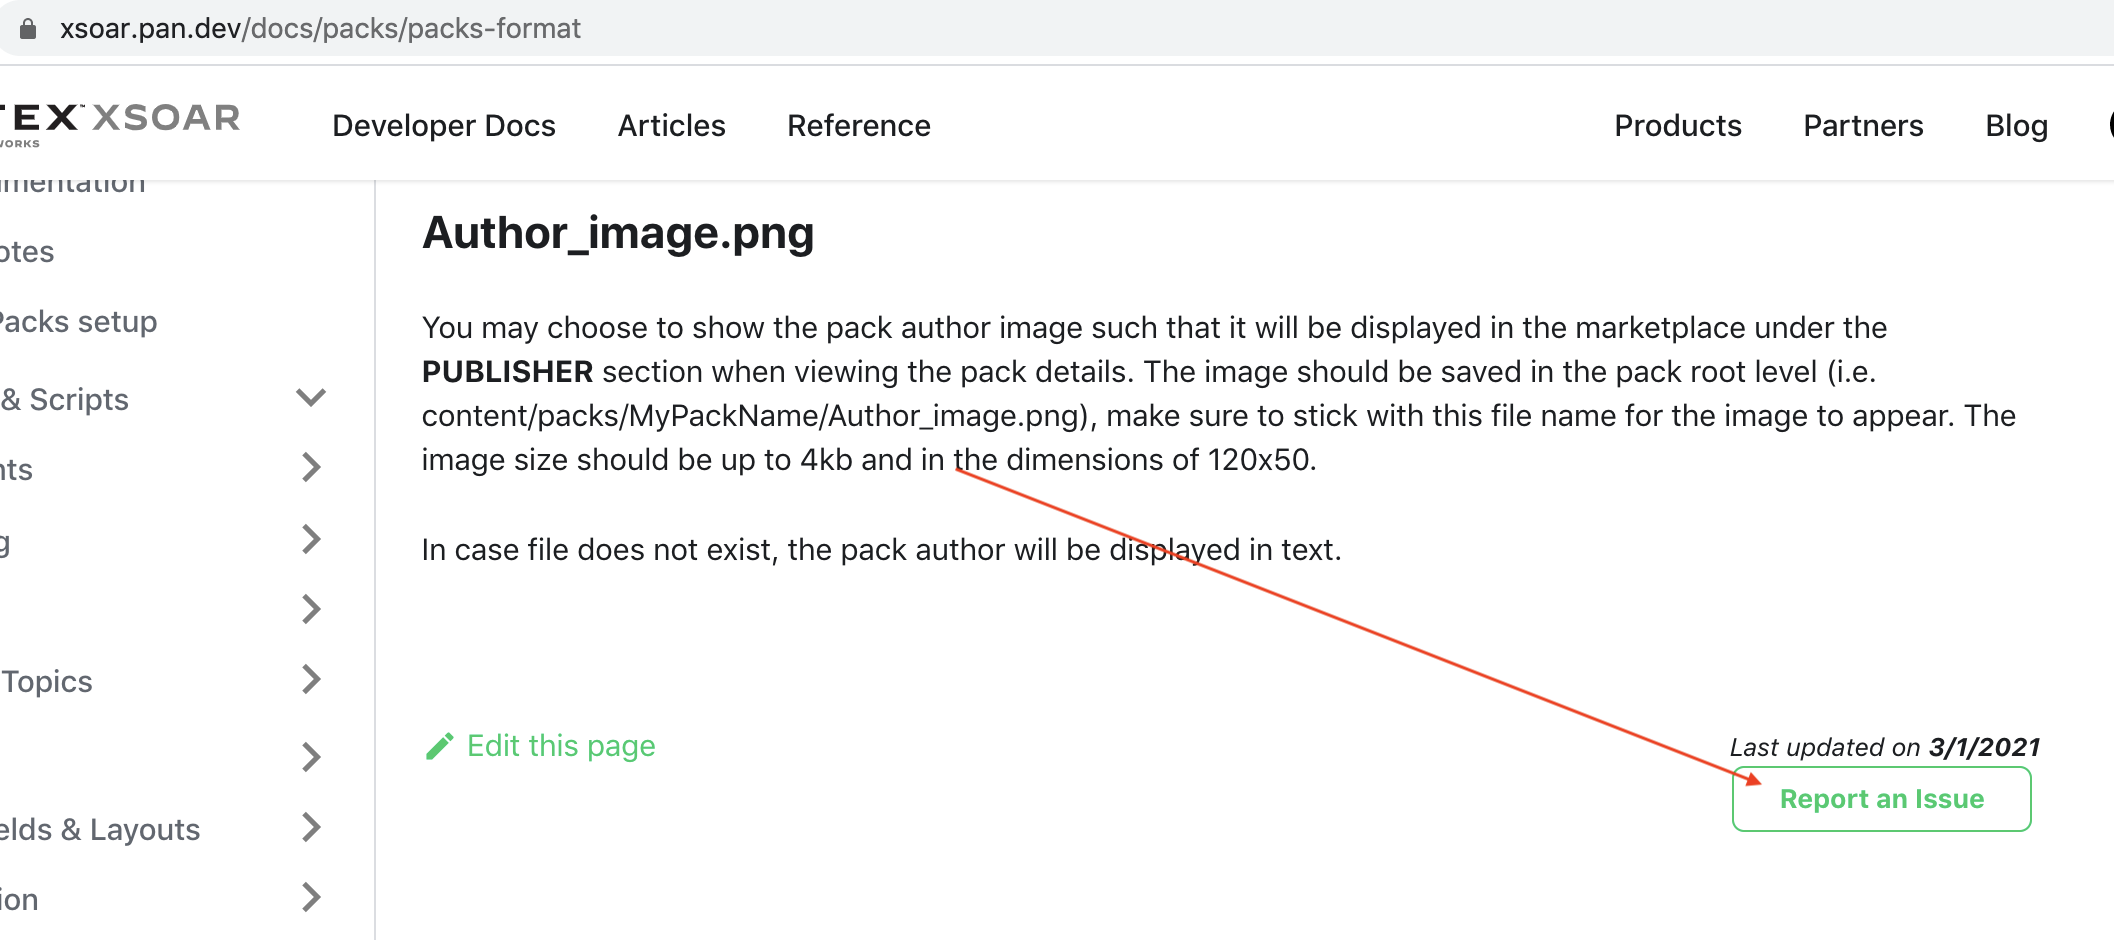 xsoar.pan.dev/docs/packs/packs-format
TEX™ XSOAR
WORKS
Developer Docs
Articles
Reference
Products
Partners
Blog
mentation
otes
Packs setup
& Scripts
nts
g
Topics
elds & Layouts
ion
Author_image.png
You may choose to show the pack author image such that it will be displayed in the marketplace under the
PUBLISHER section when viewing the pack details. The image should be saved in the pack root level (i.e.
content/packs/MyPackName/Author_image.png), make sure to stick with this file name for the image to appear. The
image size should be up to 4kb and in the dimensions of 120x50.
In case file does not exist, the pack author will be displayed in text.
Edit this page
Last updated on 3/1/2021
Report an Issue